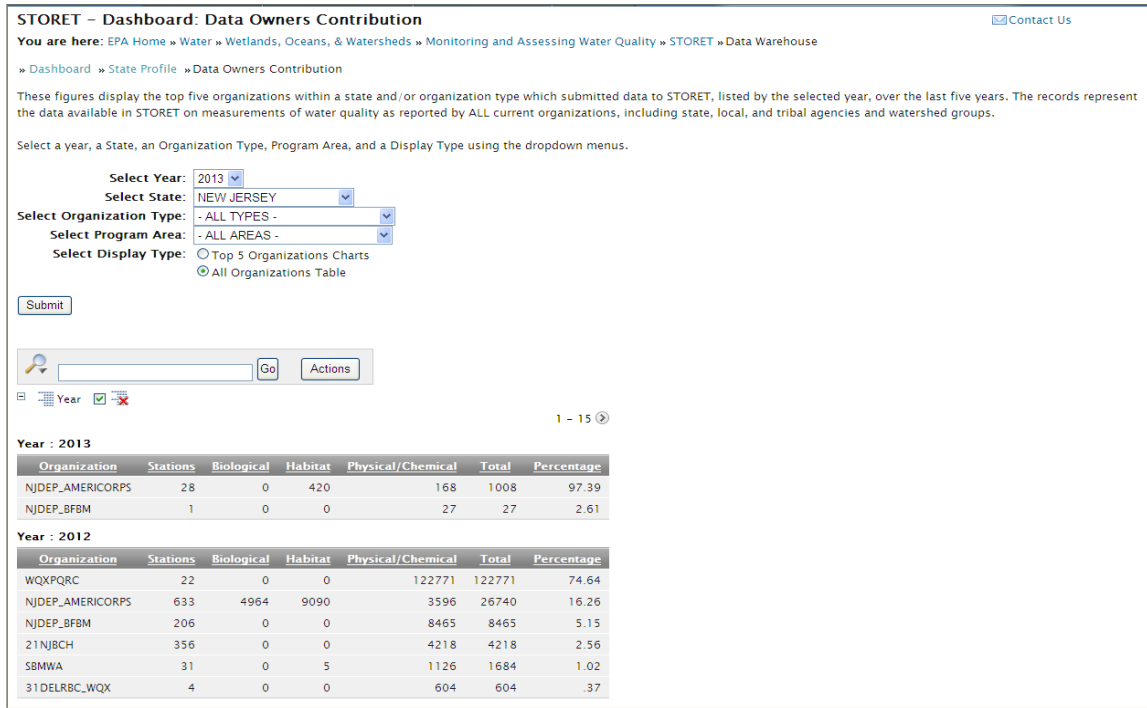 STORET – Dashboard: Data Owners Contribution
Contact Us
You are here: EPA Home » Water » Wetlands, Oceans, & Watersheds » Monitoring and Assessing Water Quality » STORET » Data Warehouse
» Dashboard » State Profile » Data Owners Contribution
These figures display the top five organizations within a state and/or organization type which submitted data to STORET, listed by the selected year, over the last five years. The records represent
the data available in STORET on measurements of water quality as reported by ALL current organizations, including state, local, and tribal agencies and watershed groups.
Select a year, a State, an Organization Type, Program Area, and a Display Type using the dropdown menus.
Select Year: 2013
Select State: NEW JERSEY
Select Organization Type: - ALL TYPES -
Select Program Area: - ALL AREAS -
Select Display Type: Top 5 Organizations Charts
All Organizations Table
Submit
Go Actions
Year
1 – 15
Year : 2013
Organization Stations Biological Habitat Physical/Chemical Total Percentage
NJDEP_AMERICORPS 28 0 420 168 1008 97.39
NJDEP_BFBM 1 0 0 27 27 2.61
Year : 2012
Organization Stations Biological Habitat Physical/Chemical Total Percentage
WQXPQRC 22 0 0 122771 122771 74.64
NJDEP_AMERICORPS 633 4964 9090 3596 26740 16.26
NJDEP_BFBM 206 0 0 8465 8465 5.15
21NJBCH 356 0 0 4218 4218 2.56
SBMWA 31 0 5 1126 1684 1.02
31DELRBC_WQX 4 0 0 604 604 .37